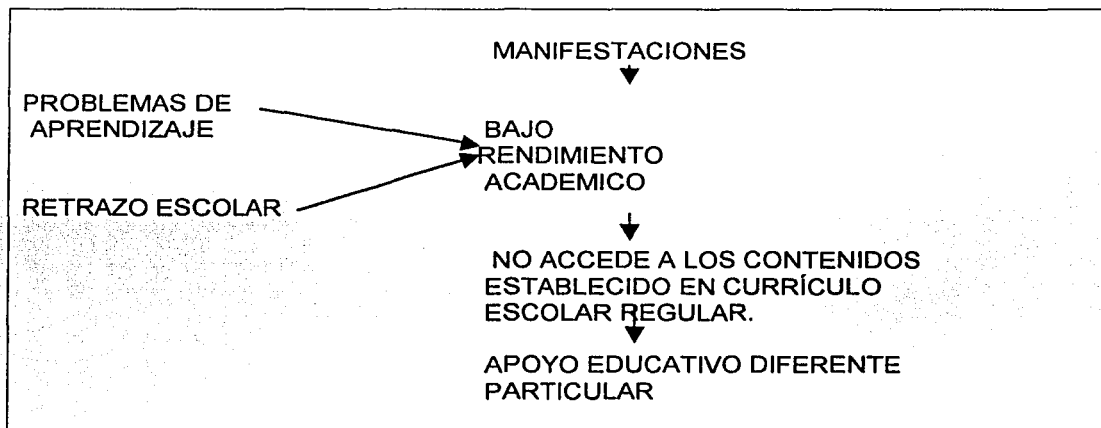 MANIFESTACIONES
PROBLEMAS DE
APRENDIZAJE
BAJO
RENDIMIENTO
ACADEMICO
RETRAZO ESCOLAR
NO ACCEDE A LOS CONTENIDOS
ESTABLECIDO EN CURRÍCULO
ESCOLAR REGULAR.
APOYO EDUCATIVO DIFERENTE
PARTICULAR